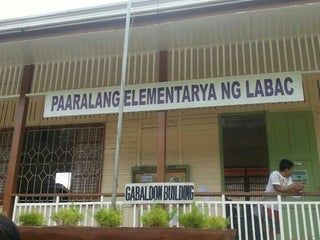 PAARALANG ELEMENTARYA NG LABAC
GABALDON BUILDING